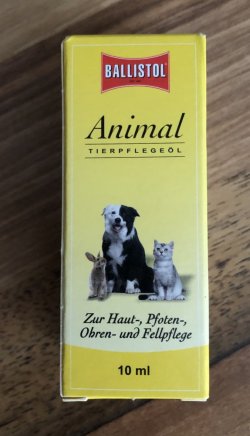 BALLISTOL
Animal
TIERPFLEGEÖL
Zur Haut-, Pfoten-,
Ohren- und Fellpflege
10 ml